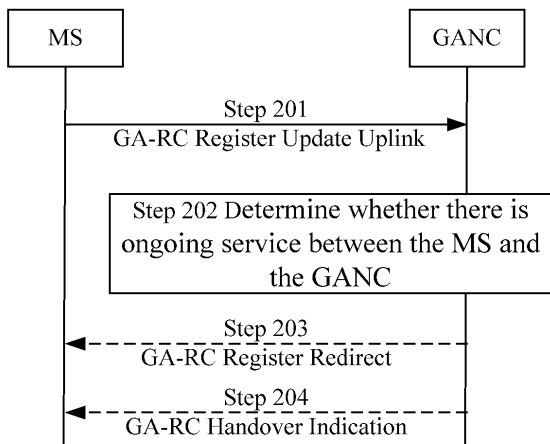 MS
GANC
Step 201
GA-RC Register Update Uplink
Step 202 Determine whether there is
ongoing service between the MS and
the GANC
Step 203
GA-RC Register Redirect
Step 204
GA-RC Handover Indication